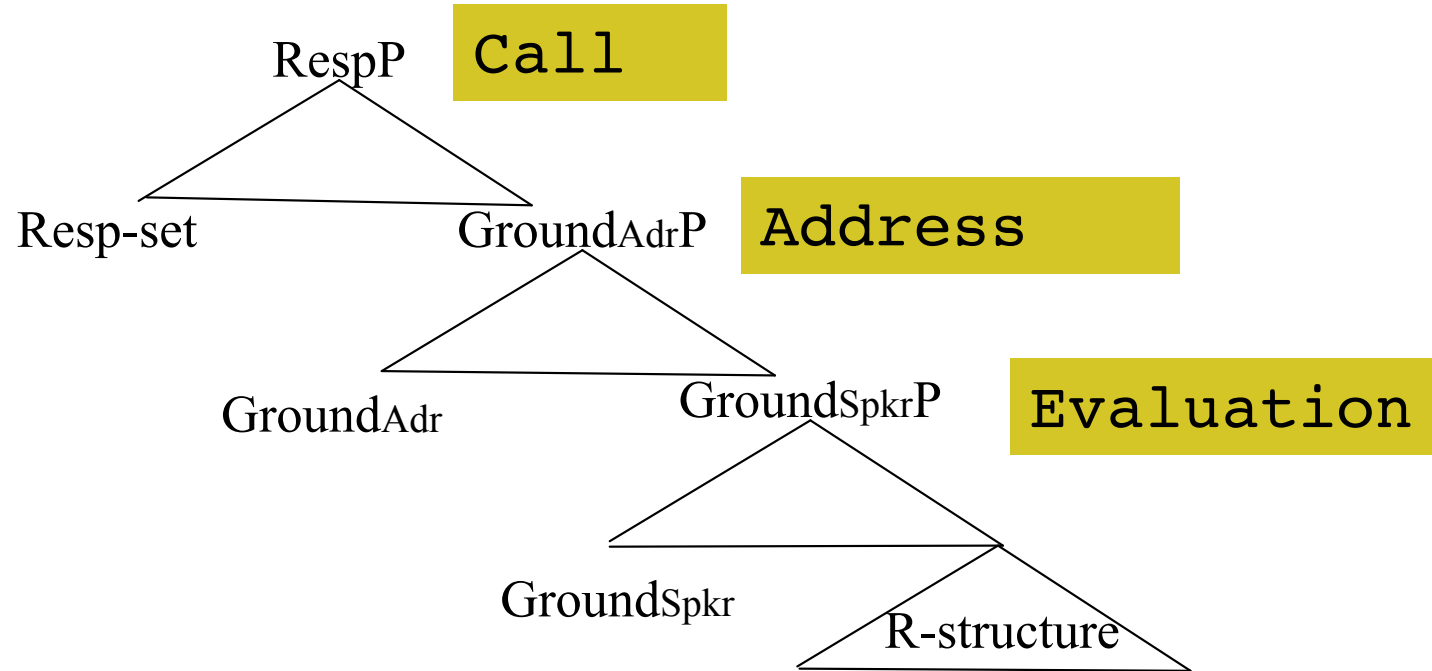 RespP
Call
Resp-set
GroundAdrP
Address
GroundAdr
GroundSpkrP
Evaluation
GroundSpkr
R-structure